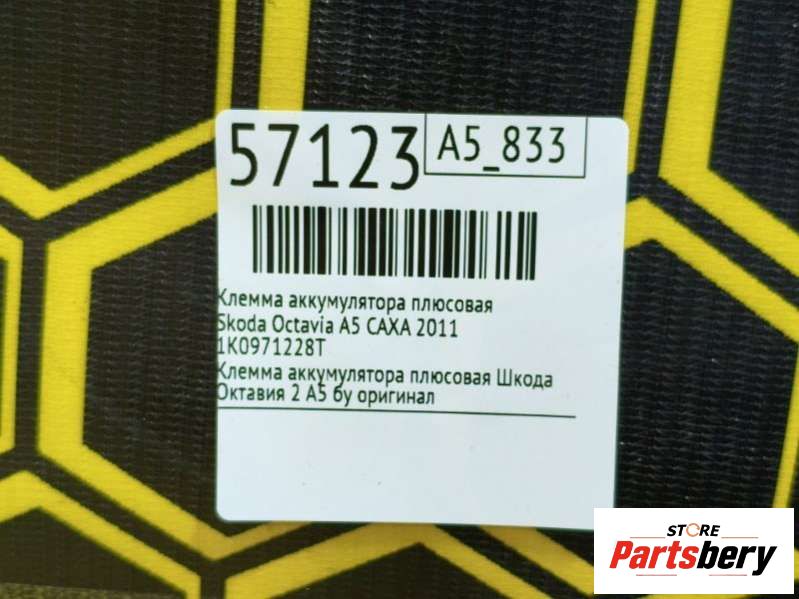 57123
A5_833
Клемма аккумулятора плюсовая
Skoda Octavia A5 CAXA 2011
1K0971228T
Клемма аккумулятора плюсовая Шкода
Октавия 2 А5 бу оригинал
STORE
Partsbery